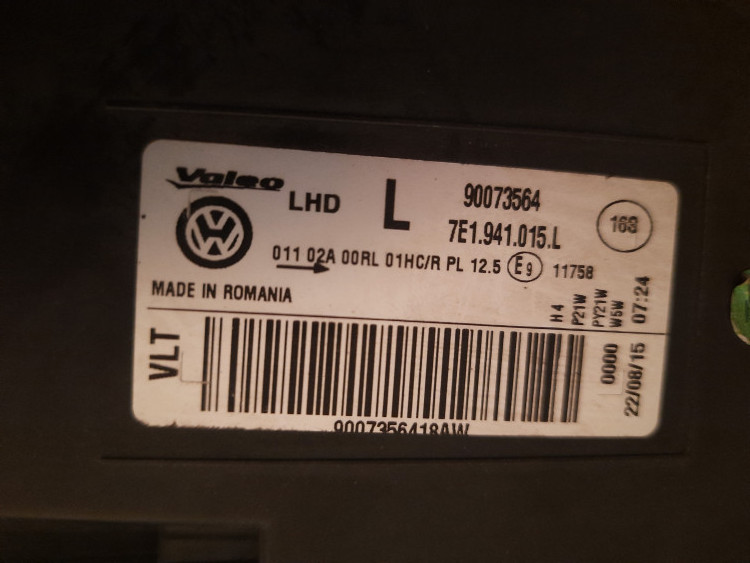 Valeo
LHD L 90073564
7E1.941.015.L
168
011 02A 00RL 01HC/R PL 12.5 E9 11758
MADE IN ROMANIA
H4
P21W
PY21W
W5W
07:24
VLT
0000
22/08/15
9007356418AW